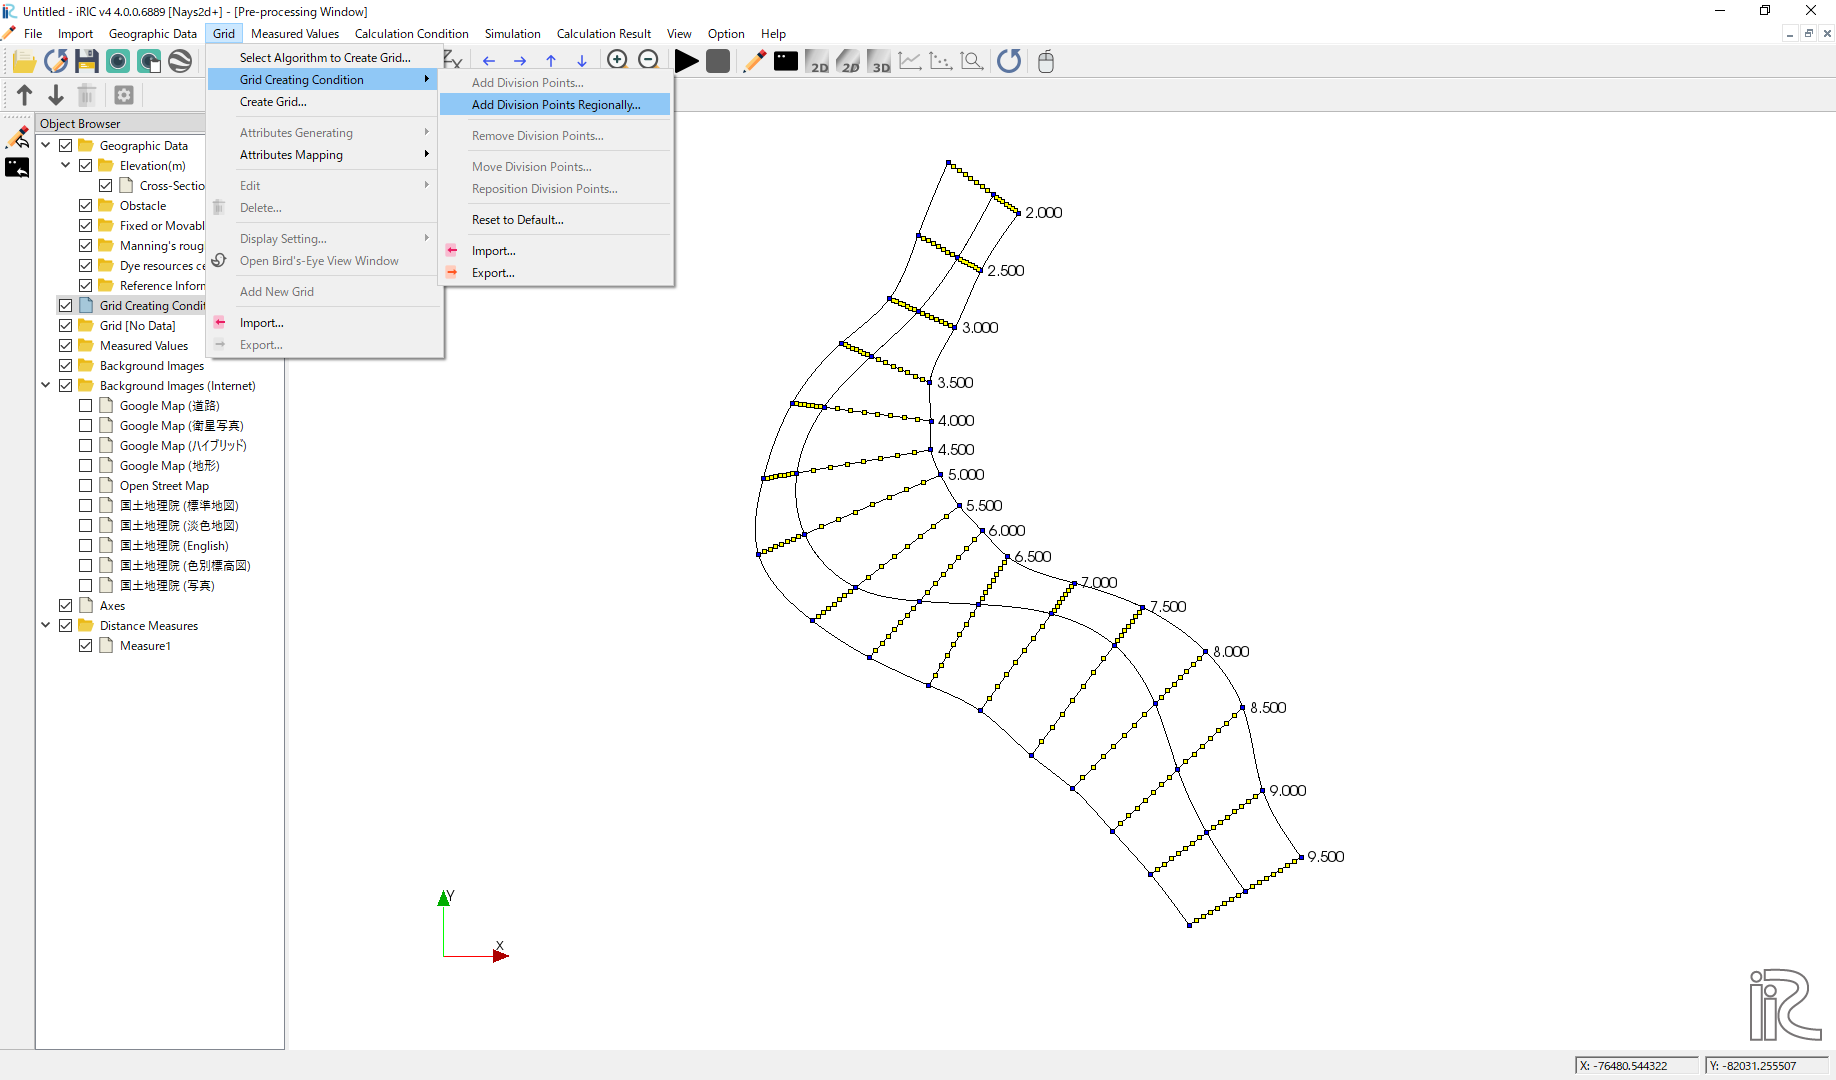 Untitled - iRIC v4 4.0.0.6889 [Nays2d+] - [Pre-processing Window]
File Import Geographic Data Grid Measured Values Calculation Condition Simulation Calculation Result View Option Help
2D 2D 3D
Object Browser
Geographic Data
Elevation(m)
Cross-Sectio
Obstacle
Fixed or Movabl
Manning's roug
Dye resources ce
Reference Inforn
Grid Creating Condit
Grid [No Data]
Measured Values
Background Images
Background Images (Internet)
Google Map (道路)
Google Map (衛星写真)
Google Map (ハイブリッド)
Google Map (地形)
Open Street Map
国土地理院 (標準地図)
国土地理院 (淡色地図)
国土地理院 (English)
国土地理院 (色別標高図)
国土地理院 (写真)
Axes
Distance Measures
Measure1
Select Algorithm to Create Grid...
Grid Creating Condition
Create Grid...
Attributes Generating
Attributes Mapping
Edit
Delete...
Display Setting...
Open Bird's-Eye View Window
Add New Grid
Import...
Export...
Add Division Points...
Add Division Points Regionally...
Remove Division Points...
Move Division Points...
Reposition Division Points...
Reset to Default...
Import...
Export...
2.000
2.500
3.000
3.500
4.000
4.500
5.000
5.500
6.000
6.500
7.000
7.500
8.000
8.500
9.000
9.500
Y
X
iRIC
X: -76480.544322
Y: -82031.255507